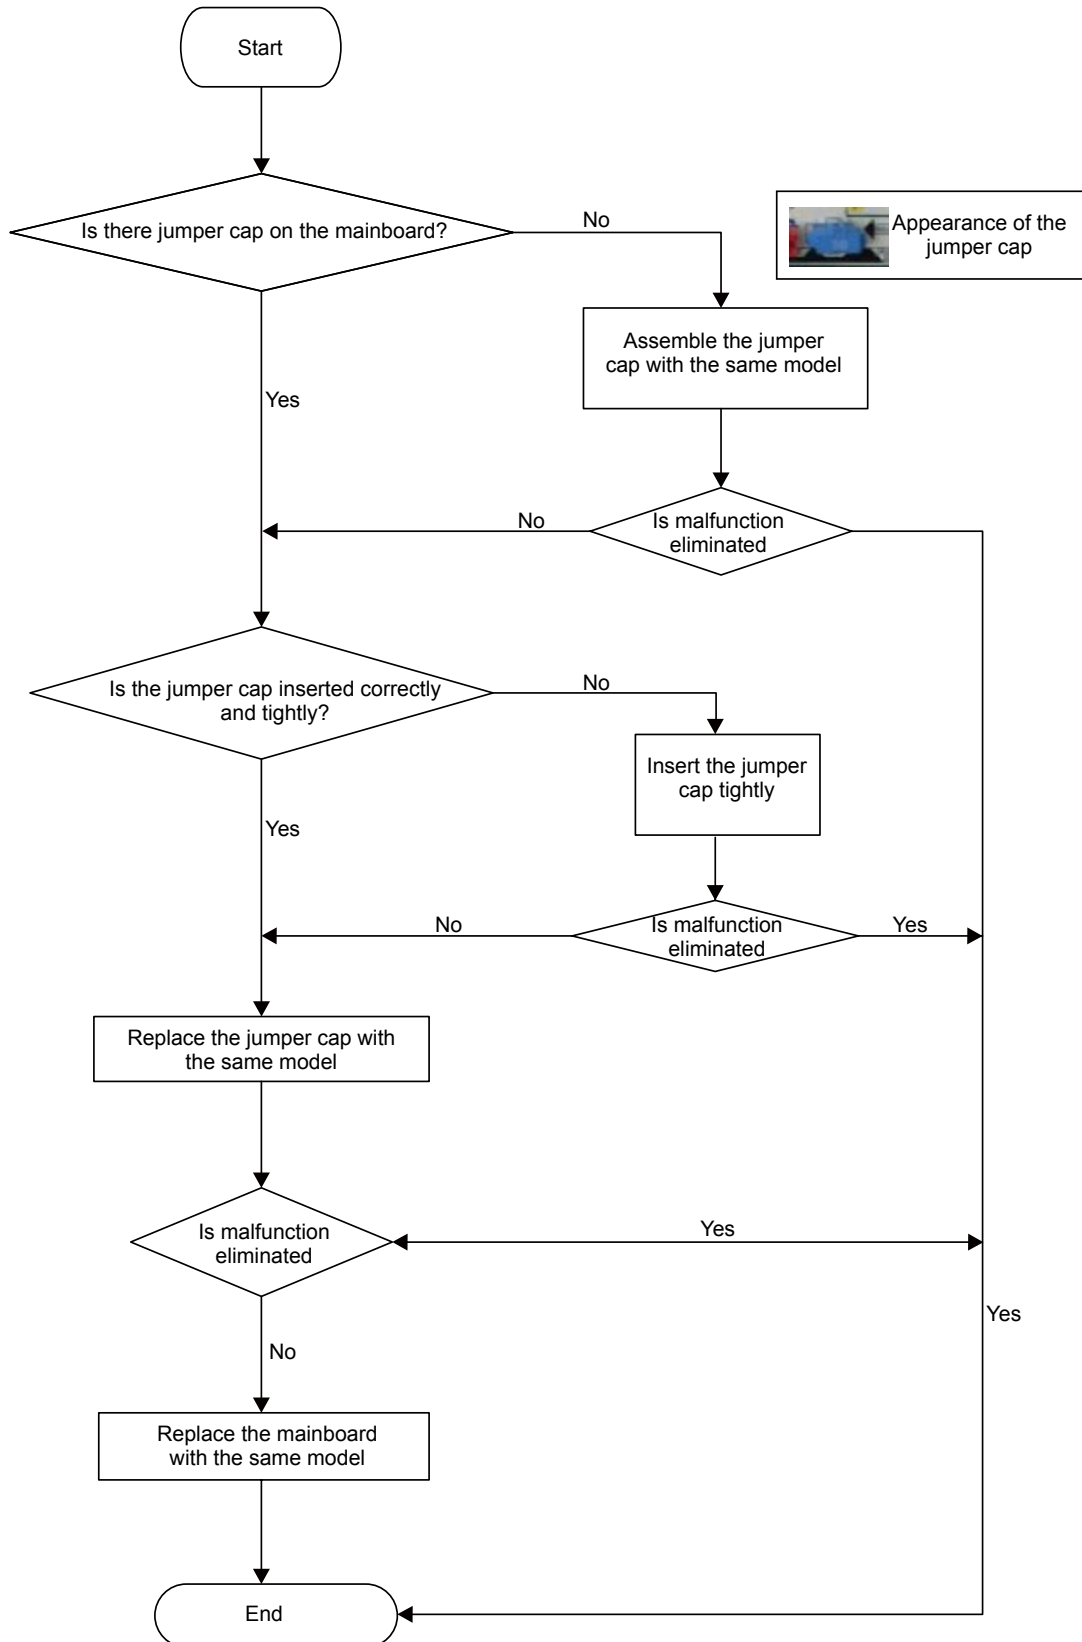 Start
Is there jumper cap on the mainboard?
No
Appearance of the
jumper cap
Assemble the jumper
cap with the same model
Yes
No
Is malfunction
eliminated
Is the jumper cap inserted correctly
and tightly?
No
Insert the jumper
cap tightly
Yes
No
Is malfunction
eliminated
Yes
Replace the jumper cap with
the same model
Is malfunction
eliminated
Yes
Yes
No
Replace the mainboard
with the same model
End